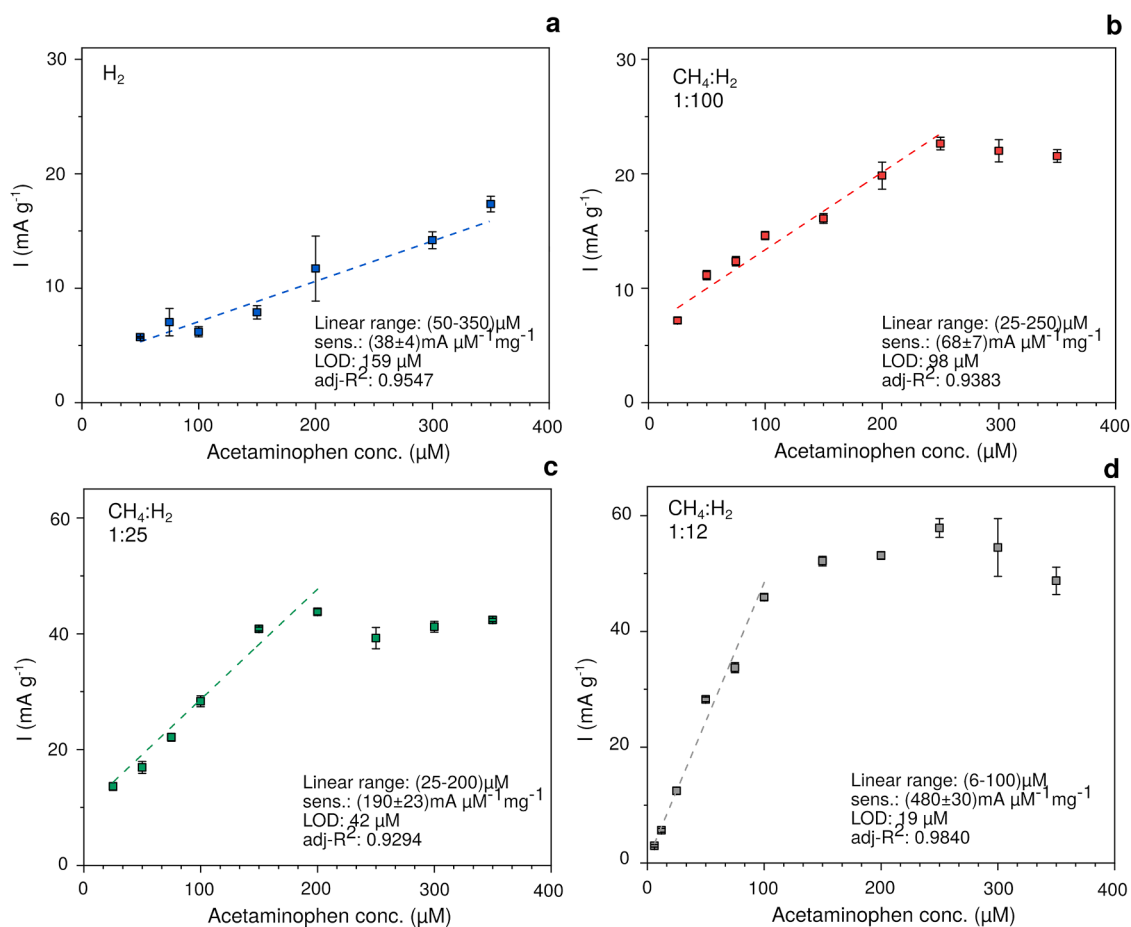 a
30
20
10
0
I (mA g⁻¹)
H₂
Linear range: (50-350)µM
sens.: (38±4)mA µM⁻¹mg⁻¹
LOD: 159 µM
adj-R²: 0.9547
0 100 200 300 400
Acetaminophen conc. (µM)
b
30
20
10
0
I (mA g⁻¹)
CH₄:H₂
1:100
Linear range: (25-250)µM
sens.: (68±7)mA µM⁻¹mg⁻¹
LOD: 98 µM
adj-R²: 0.9383
0 100 200 300 400
Acetaminophen conc. (µM)
c
60
40
20
0
I (mA g⁻¹)
CH₄:H₂
1:25
Linear range: (25-200)µM
sens.: (190±23)mA µM⁻¹mg⁻¹
LOD: 42 µM
adj-R²: 0.9294
0 100 200 300 400
Acetaminophen conc. (µM)
d
60
40
20
0
I (mA g⁻¹)
CH₄:H₂
1:12
Linear range: (6-100)µM
sens.: (480±30)mA µM⁻¹mg⁻¹
LOD: 19 µM
adj-R²: 0.9840
0 100 200 300 400
Acetaminophen conc. (µM)